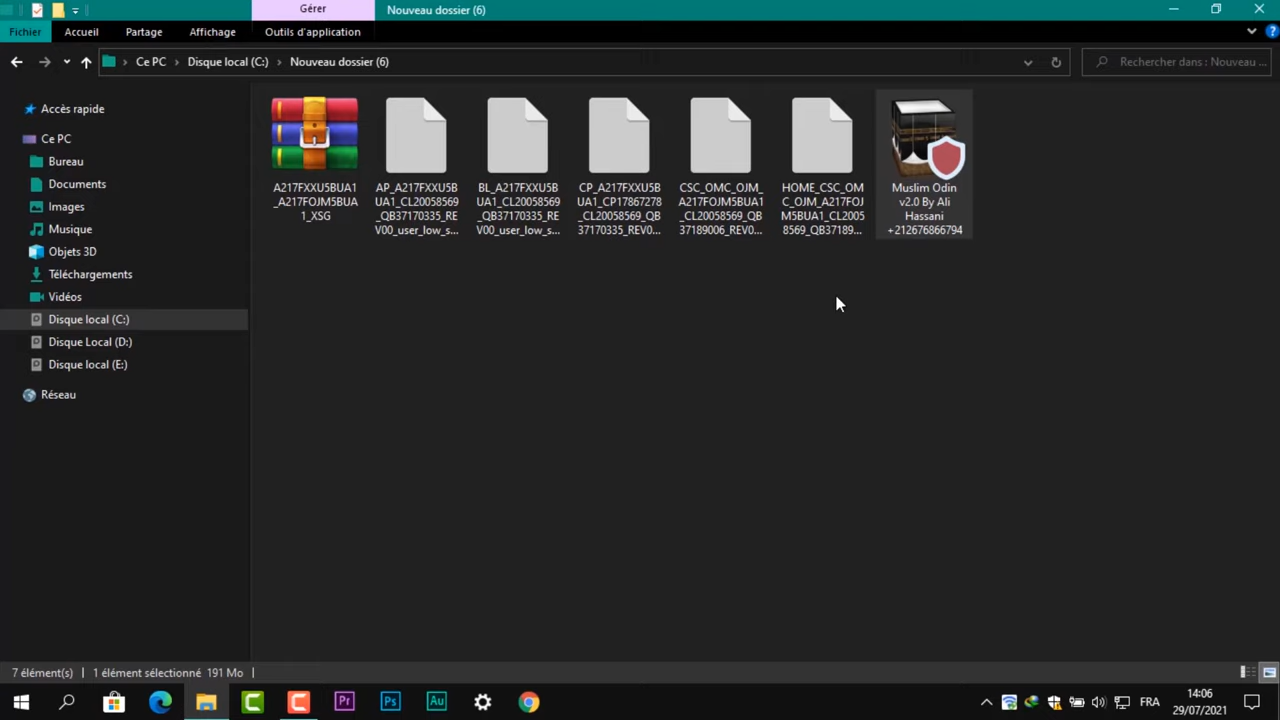 Gérer
Nouveau dossier (6)
Fichier
Accueil
Partage
Affichage
Outils d'application
Ce PC
Disque local (C:)
Nouveau dossier (6)
Rechercher dans : Nouveau ...
Accès rapide
Ce PC
Bureau
Documents
Images
Musique
Objets 3D
Téléchargements
Vidéos
Disque local (C:)
Disque Local (D:)
Disque local (E:)
Réseau
A217FXXU5BUA1
_A217FOJM5BUA
1_XSG
AP_A217FXXU5B
UA1_CL20058569
_QB37170335_RE
V00_user_low_s...
BL_A217FXXU5B
UA1_CL20058569
_QB37170335_RE
V00_user_low_s...
CP_A217FXXU5B
UA1_CP17867278
_CL20058569_QB
37170335_REV0...
CSC_OMC_OJM_
A217FOJM5BUA1
_CL20058569_QB
37189006_REV0...
HOME_CSC_OM
C_OJM_A217FOJ
M5BUA1_CL2005
8569_QB37189...
Muslim Odin
v2.0 By Ali
Hassani
+212676866794
7 élément(s)
1 élément sélectionné 191 Mo
Pr
Ps
Au
FRA
14:06
29/07/2021